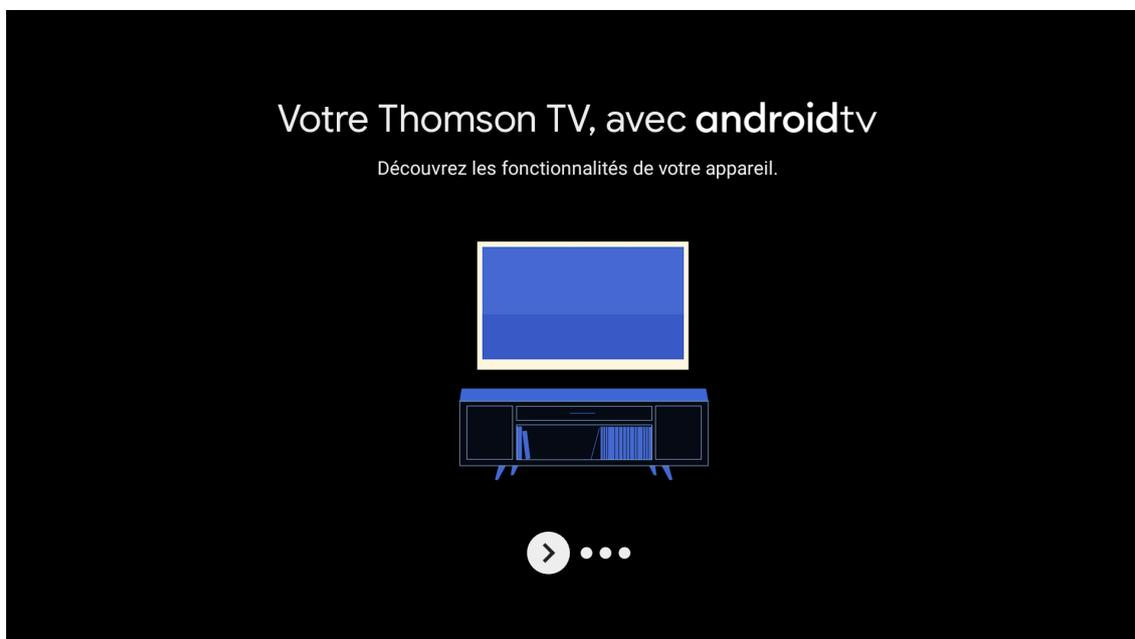 Votre Thomson TV, avec androidtv
Découvrez les fonctionnalités de votre appareil.